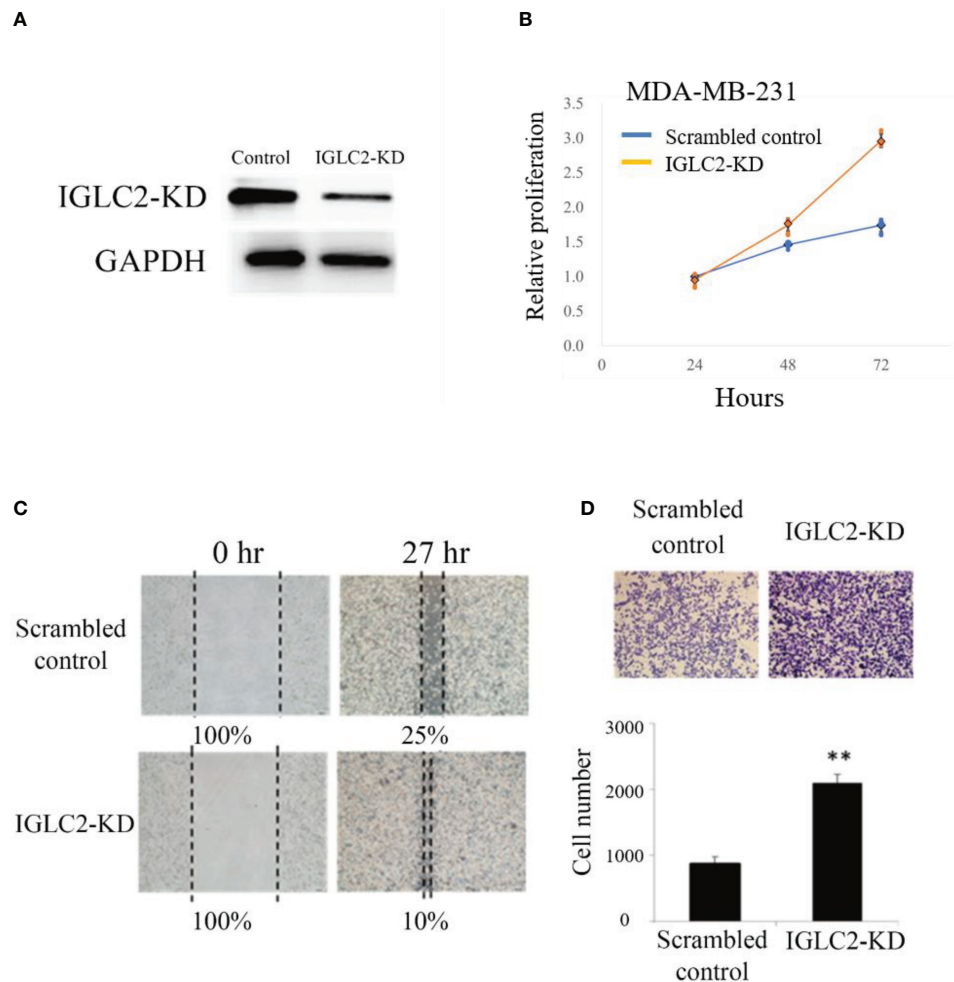 A
Control IGLC2-KD
IGLC2-KD
GAPDH
B
MDA-MB-231
3.5
3.0
2.5
2.0
1.5
1.0
0.5
0.0
Relative proliferation
Scrambled control
IGLC2-KD
0 24 48 72
Hours
C
0 hr 27 hr
Scrambled
control
100% 25%
IGLC2-KD
100% 10%
D
Scrambled
control
IGLC2-KD
3000
2000
1000
0
Cell number
**
Scrambled
control
IGLC2-KD